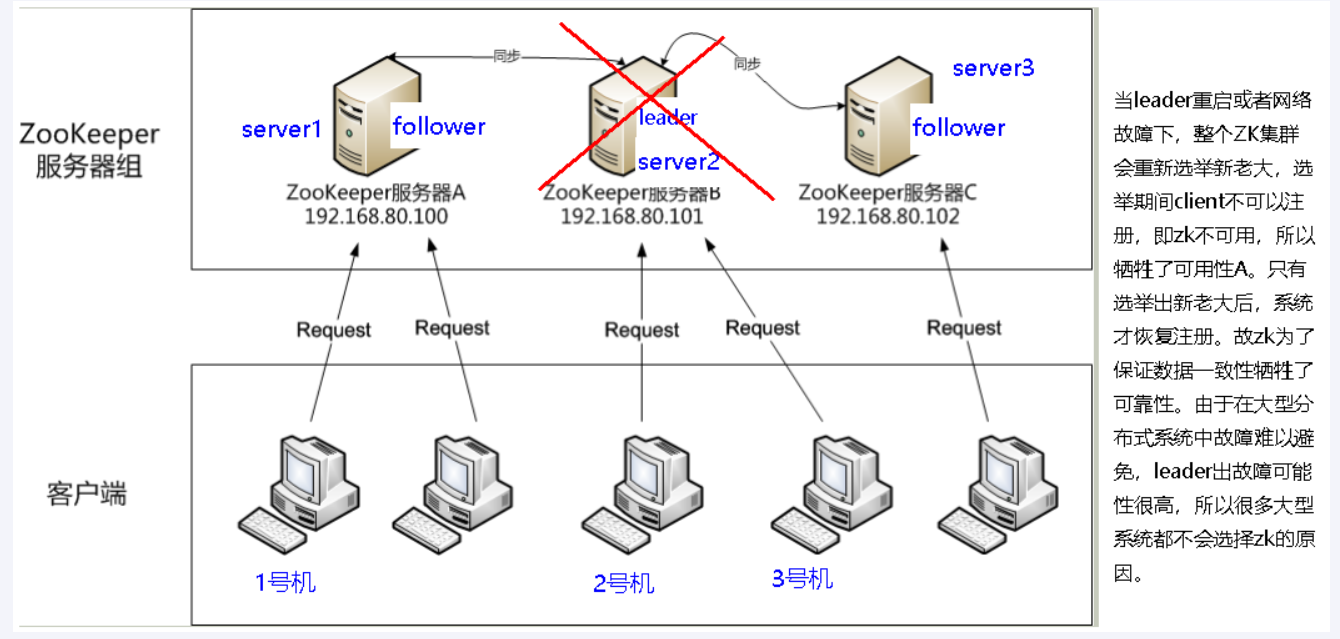 同步
同步
server3
server1
follower
leader
follower
server2
ZooKeeper
服务器组
ZooKeeper服务器A
192.168.80.100
ZooKeeper服务器B
192.168.80.101
ZooKeeper服务器C
192.168.80.102
Request
Request
Request
Request
Request
客户端
1号机
2号机
3号机
当leader重启或者网络
故障下，整个ZK集群
会重新选举新老大，选
举期间client不可以注
册，即zk不可用，所以
牺牲了可用性A。只有
选举出新老大后，系统
才恢复注册。故zk为了
保证数据一致性牺牲了
可靠性。由于在大型分
布式系统中故障难以避
免，leader出故障可能
性很高，所以很多大型
系统都不会选择zk的原
因。